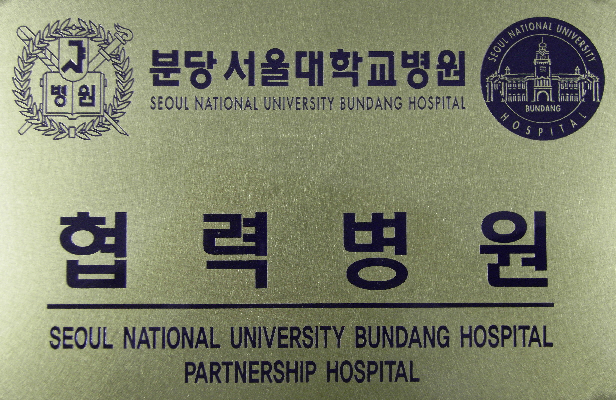 병원
분당서울대학교병원
SEOUL NATIONAL UNIVERSITY BUNDANG HOSPITAL
SEOUL NATIONAL UNIVERSITY
BUNDANG
HOSPITAL
협력병원
SEOUL NATIONAL UNIVERSITY BUNDANG HOSPITAL
PARTNERSHIP HOSPITAL